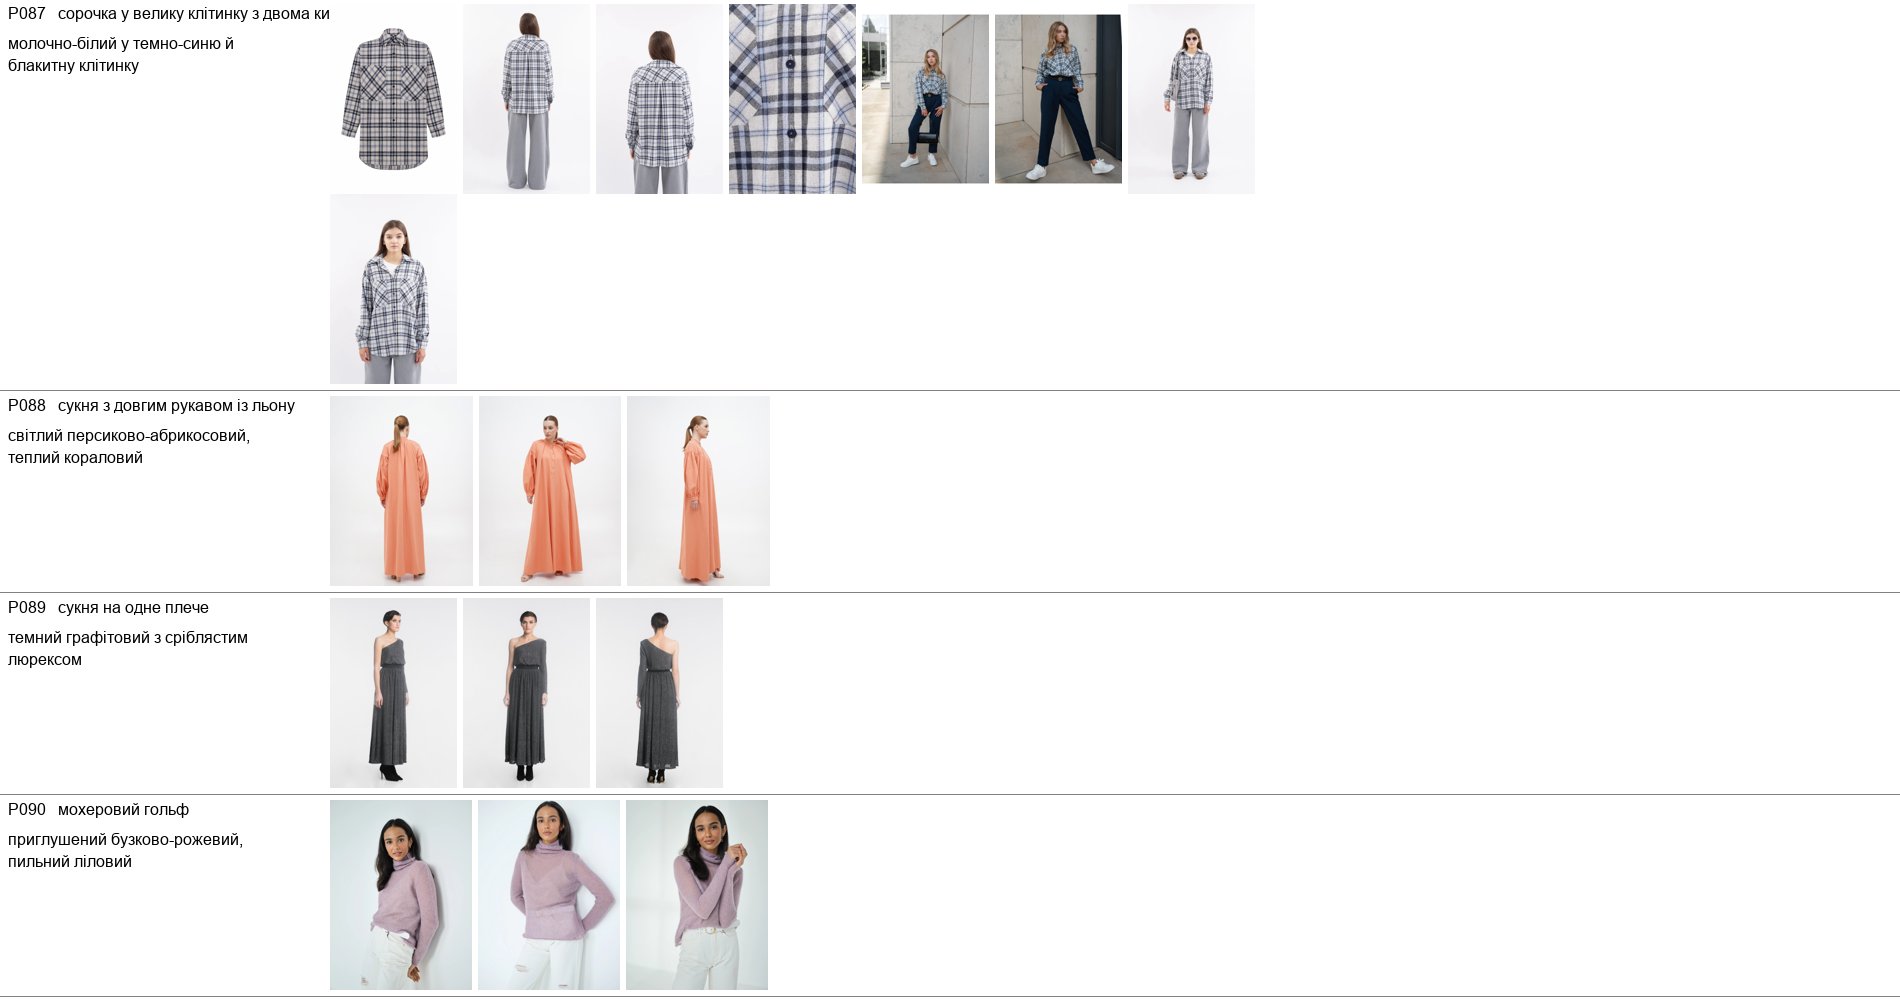 P087 сорочка у велику клітинку з двома ки
молочно-білий у темно-синю й
блакитну клітинку
P088 сукня з довгим рукавом із льону
світлий персиково-абрикосовий,
теплий кораловий
P089 сукня на одне плече
темний графітовий з сріблястим
люрексом
P090 мохеровий гольф
приглушений бузково-рожевий,
пильний ліловий